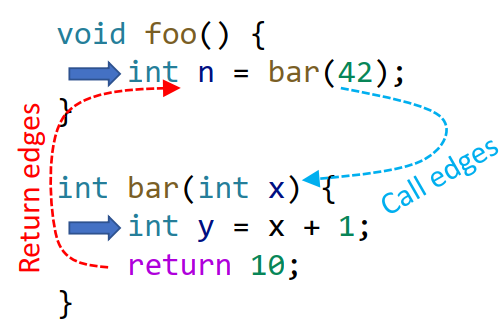 void foo() {
int n = bar(42);
}
Return edges
Call edges
int bar(int x) {
int y = x + 1;
return 10;
}